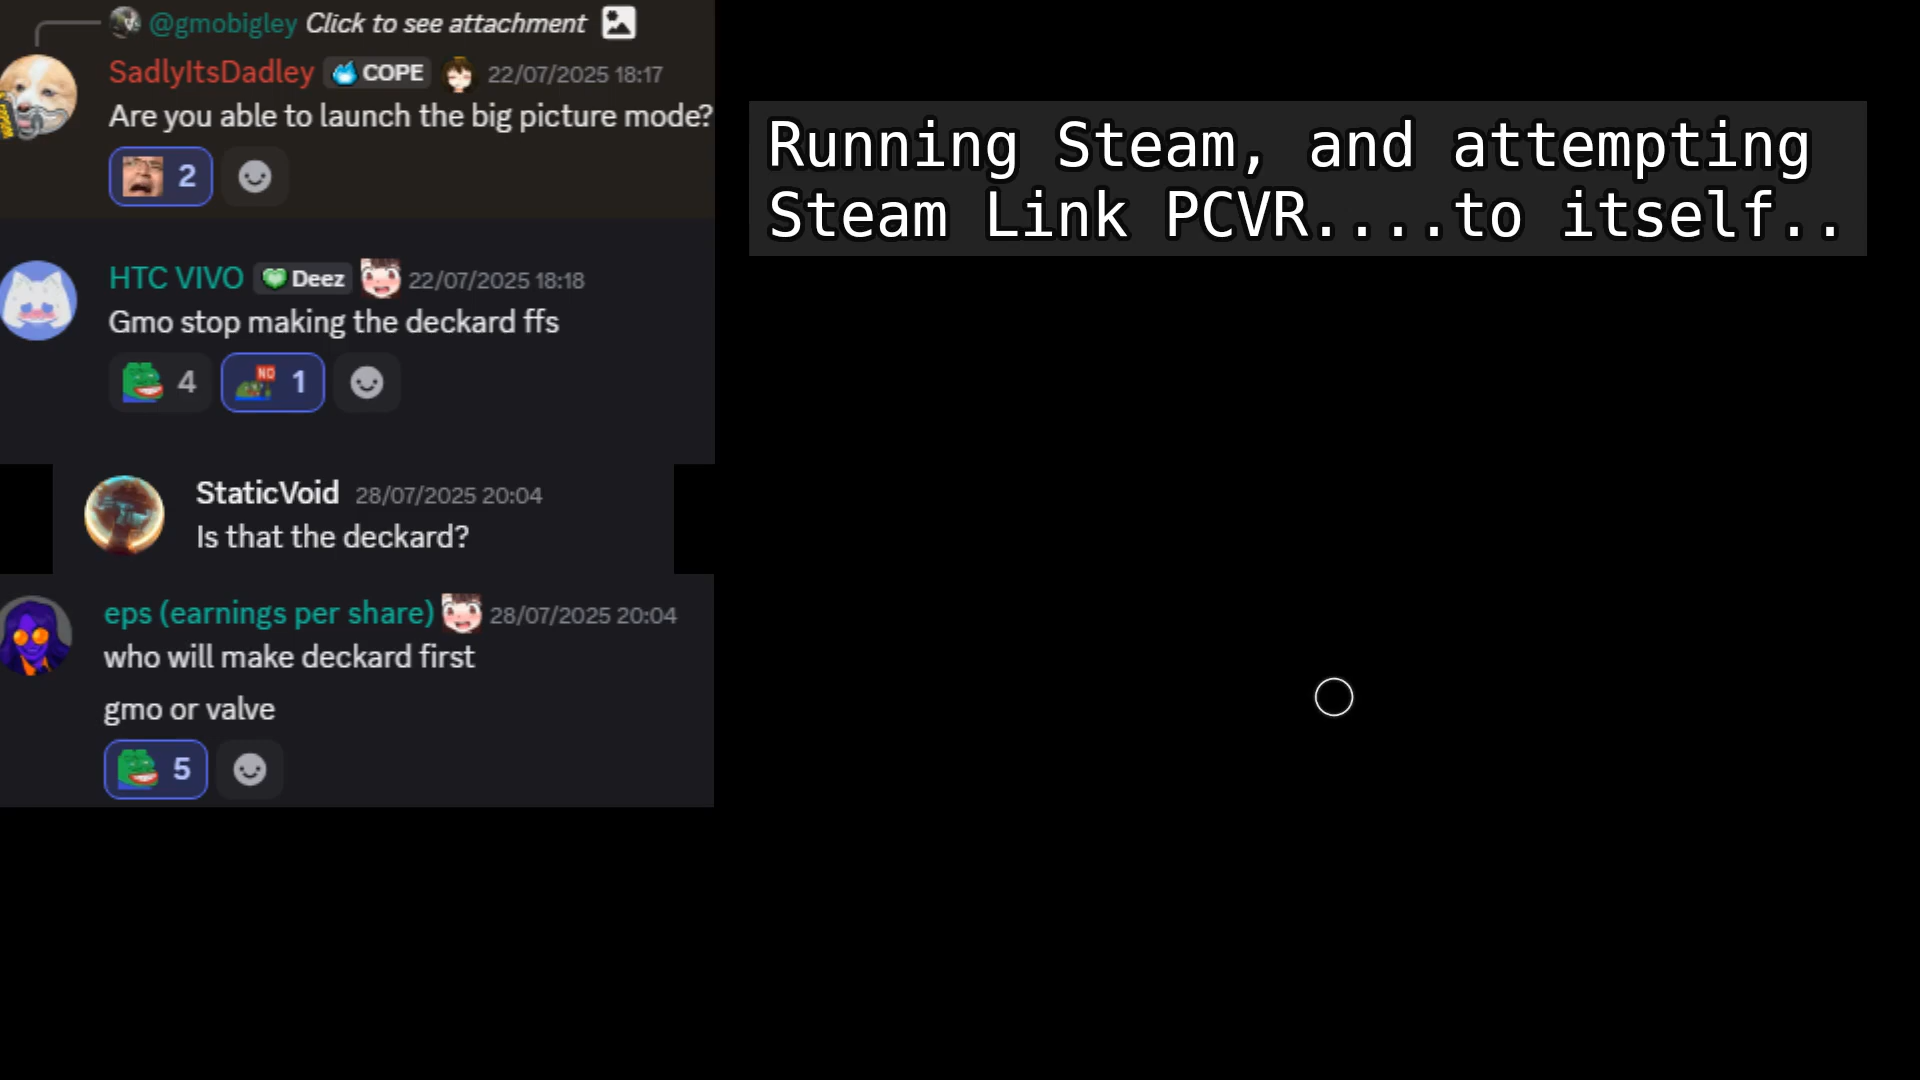 @gmobigley Click to see attachment
SadlyItsDadley COPE 22/07/2025 18:17
Are you able to launch the big picture mode?
2
HTC VIVO Deez 22/07/2025 18:18
Gmo stop making the deckard ffs
4 NO 1
StaticVoid 28/07/2025 20:04
Is that the deckard?
eps (earnings per share) 28/07/2025 20:04
who will make deckard first
gmo or valve
5
Running Steam, and attempting
Steam Link PCVR....to itself..